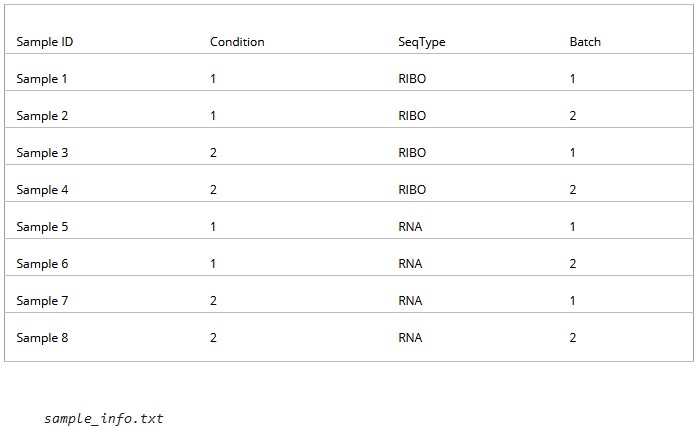 Sample ID Condition SeqType Batch
Sample 1 1 RIBO 1
Sample 2 1 RIBO 2
Sample 3 2 RIBO 1
Sample 4 2 RIBO 2
Sample 5 1 RNA 1
Sample 6 1 RNA 2
Sample 7 2 RNA 1
Sample 8 2 RNA 2
sample_info.txt